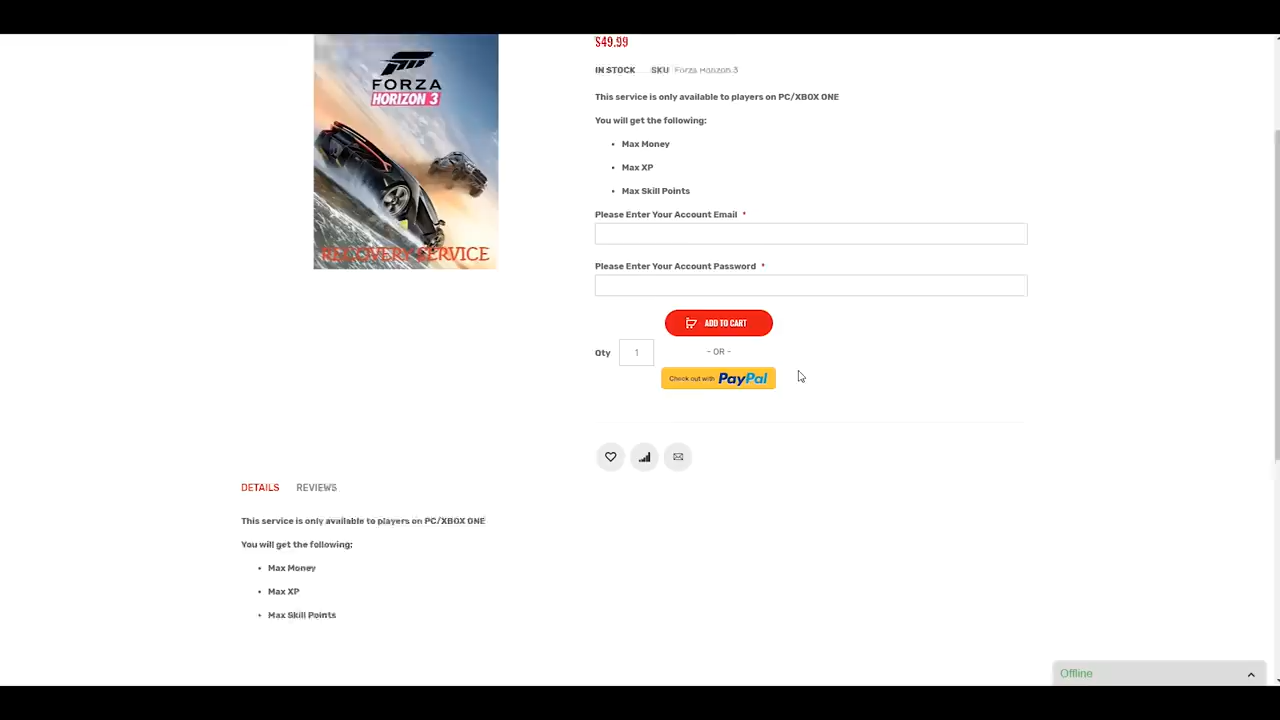 $49.99
IN STOCK SKU Forza Horizon 3
This service is only available to players on PC/XBOX ONE
You will get the following:
Max Money
Max XP
Max Skill Points
Please Enter Your Account Email *
Please Enter Your Account Password *
ADD TO CART
Qty 1 - OR -
Check out with PayPal
FORZA
HORIZON 3
RECOVERY SERVICE
DETAILS REVIEWS
This service is only available to players on PC/XBOX ONE
You will get the following:
Max Money
Max XP
Max Skill Points
Offline